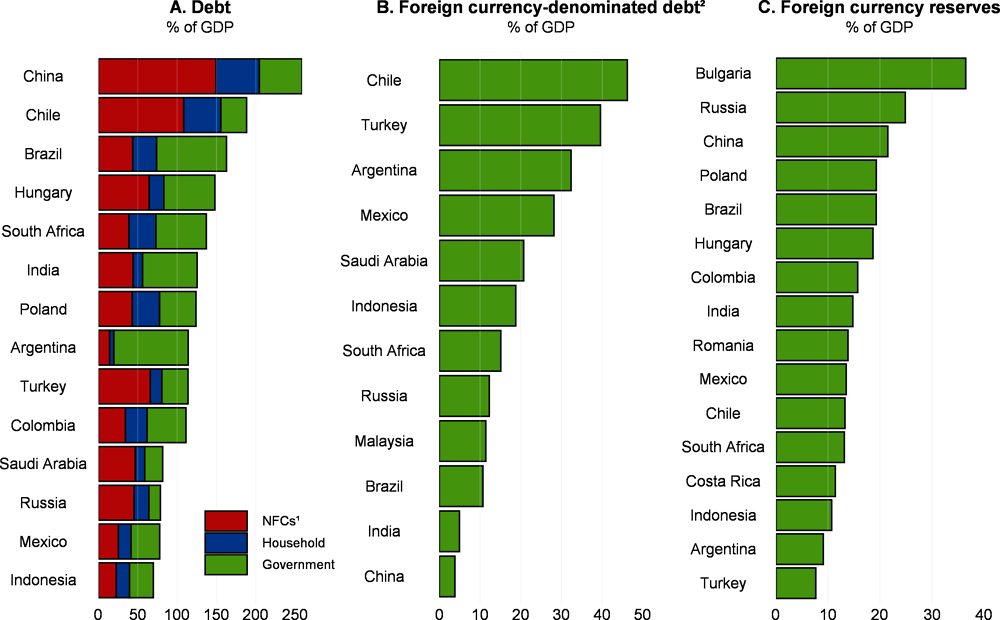 A. Debt
% of GDP
China
Chile
Brazil
Hungary
South Africa
India
Poland
Argentina
Turkey
Colombia
Saudi Arabia
Russia
Mexico
Indonesia
NFCs¹
Household
Government
0 50 100 150 200 250
B. Foreign currency-denominated debt²
% of GDP
Chile
Turkey
Argentina
Mexico
Saudi Arabia
Indonesia
South Africa
Russia
Malaysia
Brazil
India
China
0 10 20 30 40 50
C. Foreign currency reserves
% of GDP
Bulgaria
Russia
China
Poland
Brazil
Hungary
Colombia
India
Romania
Mexico
Chile
South Africa
Costa Rica
Indonesia
Argentina
Turkey
0 10 20 30 40